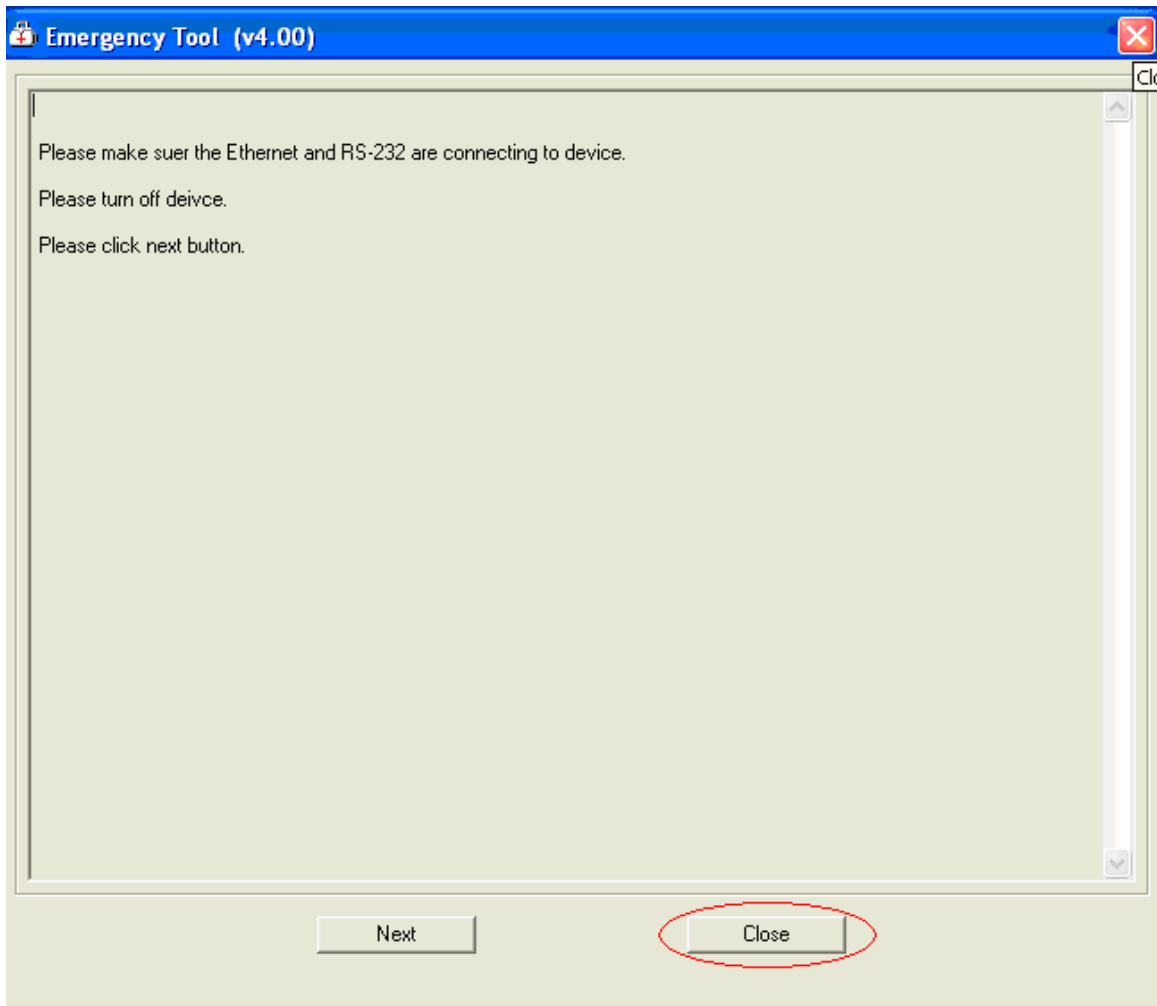 Emergency Tool (v4.00)
Clo
Please make suer the Ethernet and RS-232 are connecting to device.
Please turn off deivce.
Please click next button.
Next
Close